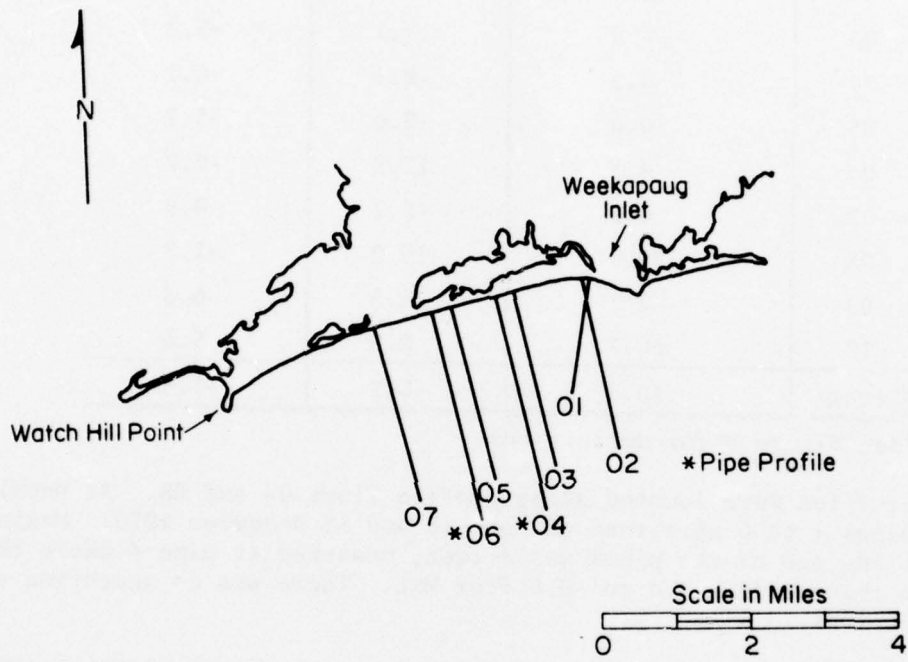 N
Weekapaug
Inlet
Watch Hill Point
01
02
03
*04
05
*06
07
*Pipe Profile
Scale in Miles
0 2 4